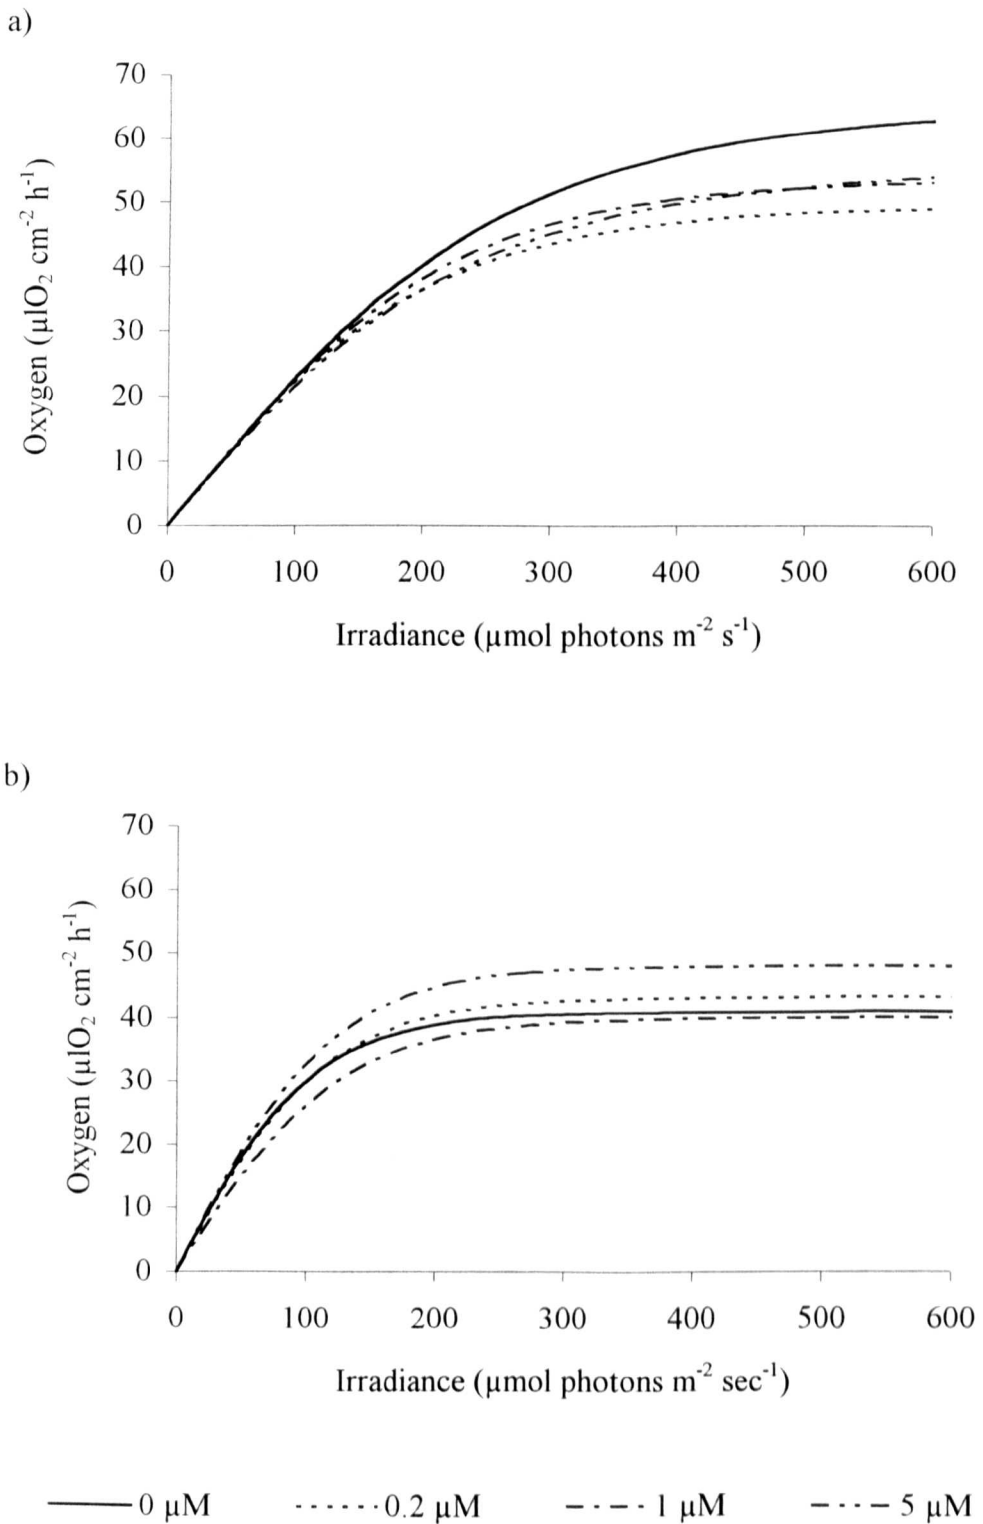 a)
70
60
50
40
30
20
10
0
Oxygen (µlO₂ cm⁻² h⁻¹)
0 100 200 300 400 500 600
Irradiance (µmol photons m⁻² s⁻¹)
b)
70
60
50
40
30
20
10
0
Oxygen (µlO₂ cm⁻² h⁻¹)
0 100 200 300 400 500 600
Irradiance (µmol photons m⁻² sec⁻¹)
0 µM 0.2 µM 1 µM 5 µM